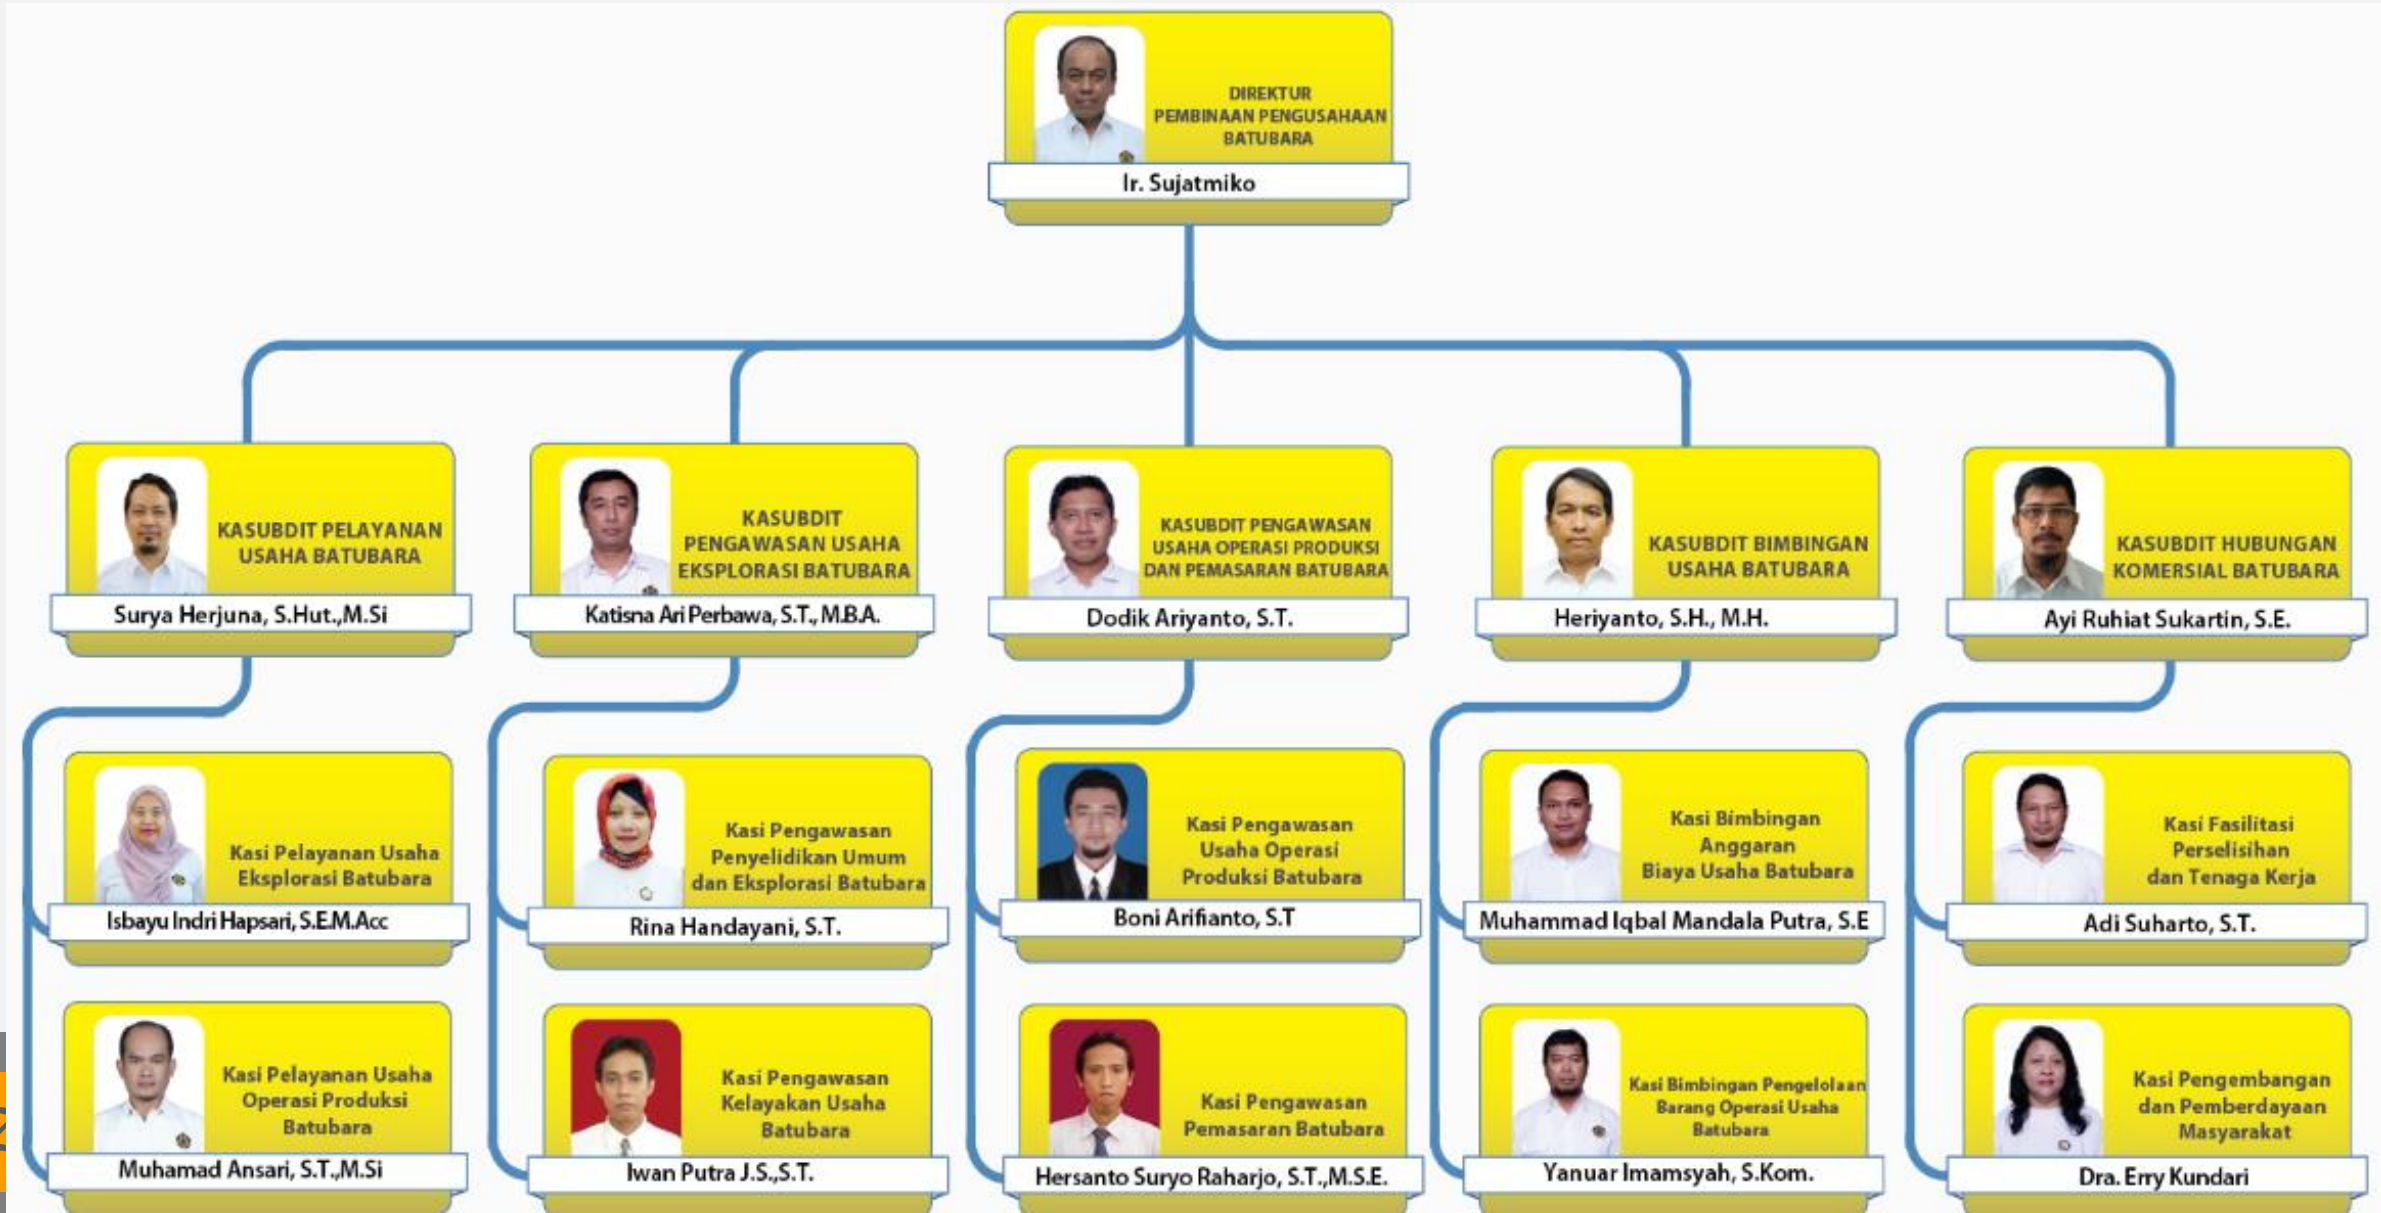 DIREKTUR
PEMBINAAN PENGUSAHAAN
BATUBARA
Ir. Sujatmiko
KASUBDIT PELAYANAN
USAHA BATUBARA
Surya Herjuna, S.Hut.,M.Si
KASUBDIT
PENGAWASAN USAHA
EKSPLORASI BATUBARA
Katisna Ari Perbawa, S.T., M.B.A.
KASUBDIT PENGAWASAN
USAHA OPERASI PRODUKSI
DAN PEMASARAN BATUBARA
Dodik Ariyanto, S.T.
KASUBDIT BIMBINGAN
USAHA BATUBARA
Heriyanto, S.H., M.H.
KASUBDIT HUBUNGAN
KOMERSIAL BATUBARA
Ayi Ruhiat Sukartin, S.E.
Kasi Pelayanan Usaha
Eksplorasi Batubara
Isbayu Indri Hapsari, S.E.M.Acc
Kasi Pengawasan
Penyelidikan Umum
dan Eksplorasi Batubara
Rina Handayani, S.T.
Kasi Pengawasan
Usaha Operasi
Produksi Batubara
Boni Arifianto, S.T
Kasi Bimbingan
Anggaran
Biaya Usaha Batubara
Muhammad Iqbal Mandala Putra, S.E
Kasi Fasilitasi
Perselisihan
dan Tenaga Kerja
Adi Suharto, S.T.
Kasi Pelayanan Usaha
Operasi Produksi
Batubara
Muhamad Ansari, S.T.,M.Si
Kasi Pengawasan
Kelayakan Usaha
Batubara
Iwan Putra J.S.,S.T.
Kasi Pengawasan
Pemasaran Batubara
Hersanto Suryo Raharjo, S.T.,M.S.E.
Kasi Bimbingan Pengelolaan
Barang Operasi Usaha
Batubara
Yanuar Imamsyah, S.Kom.
Kasi Pengembangan
dan Pemberdayaan
Masyarakat
Dra. Erry Kundari